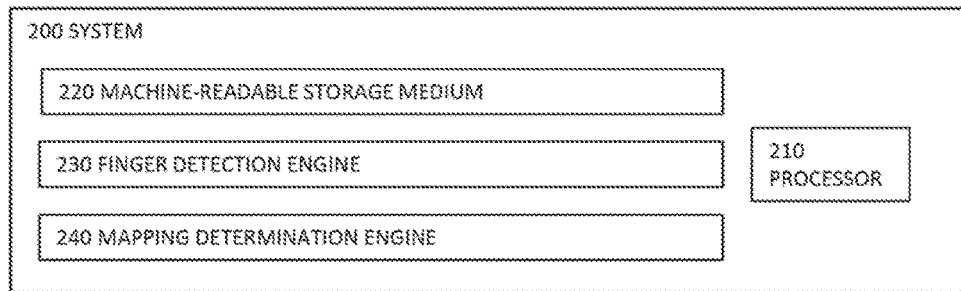 200 SYSTEM
220 MACHINE-READABLE STORAGE MEDIUM
230 FINGER DETECTION ENGINE
210
PROCESSOR
240 MAPPING DETERMINATION ENGINE